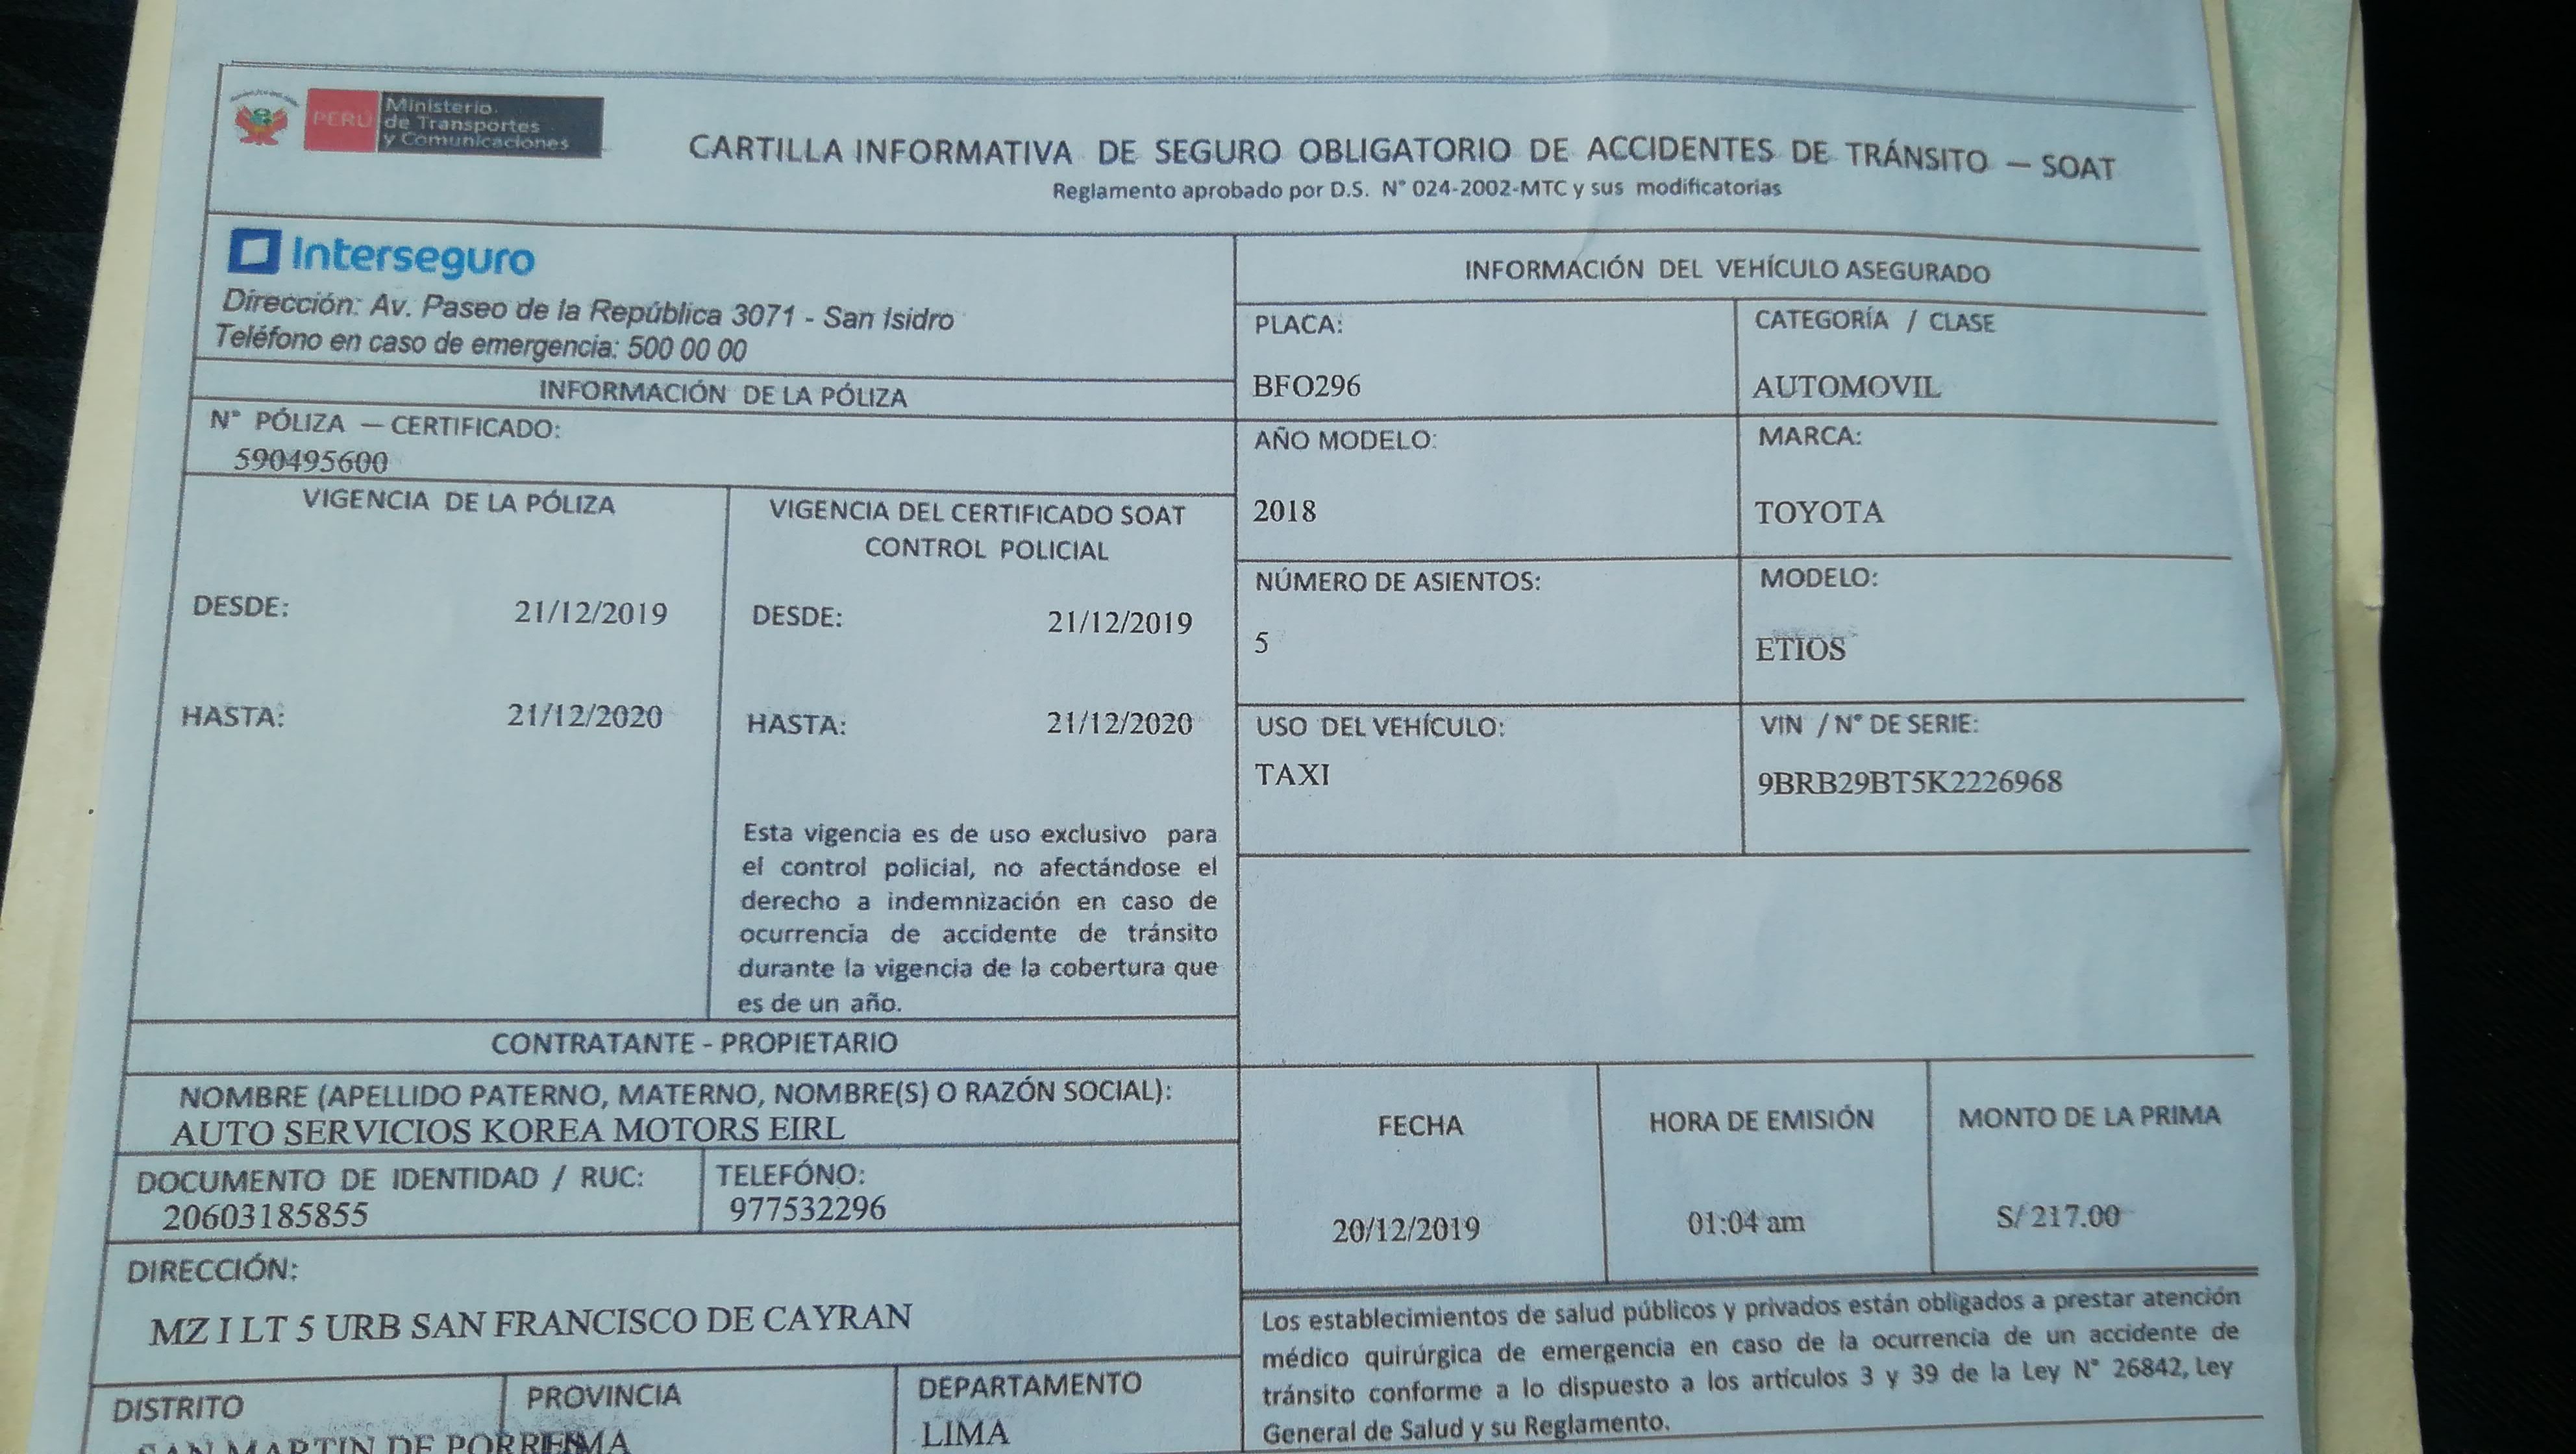 PERÚ
Ministerio
de Transportes
y Comunicaciones
CARTILLA INFORMATIVA DE SEGURO OBLIGATORIO DE ACCIDENTES DE TRÁNSITO – SOAT
Reglamento aprobado por D.S. N° 024-2002-MTC y sus modificatorias
Interseguro
Dirección: Av. Paseo de la República 3071 - San Isidro
Teléfono en caso de emergencia: 500 00 00
INFORMACIÓN DE LA PÓLIZA
N° PÓLIZA – CERTIFICADO:
590495600
VIGENCIA DE LA PÓLIZA
DESDE: 21/12/2019
HASTA: 21/12/2020
VIGENCIA DEL CERTIFICADO SOAT
CONTROL POLICIAL
DESDE: 21/12/2019
HASTA: 21/12/2020
Esta vigencia es de uso exclusivo para
el control policial, no afectándose el
derecho a indemnización en caso de
ocurrencia de accidente de tránsito
durante la vigencia de la cobertura que
es de un año.
CONTRATANTE - PROPIETARIO
NOMBRE (APELLIDO PATERNO, MATERNO, NOMBRE(S) O RAZÓN SOCIAL):
AUTO SERVICIOS KOREA MOTORS EIRL
DOCUMENTO DE IDENTIDAD / RUC:
20603185855
TELEFÓNO:
977532296
DIRECCIÓN:
MZ I LT 5 URB SAN FRANCISCO DE CAYRAN
DISTRITO
SAN MARTIN DE PORRES
PROVINCIA
LIMA
DEPARTAMENTO
LIMA
INFORMACIÓN DEL VEHÍCULO ASEGURADO
PLACA:
BFO296
CATEGORÍA / CLASE
AUTOMOVIL
AÑO MODELO:
2018
MARCA:
TOYOTA
NÚMERO DE ASIENTOS:
5
MODELO:
ETIOS
USO DEL VEHÍCULO:
TAXI
VIN / N° DE SERIE:
9BRB29BT5K2226968
FECHA
20/12/2019
HORA DE EMISIÓN
01:04 am
MONTO DE LA PRIMA
S/ 217.00
Los establecimientos de salud públicos y privados están obligados a prestar atención
médico quirúrgica de emergencia en caso de la ocurrencia de un accidente de
tránsito conforme a lo dispuesto a los artículos 3 y 39 de la Ley N° 26842, Ley
General de Salud y su Reglamento.